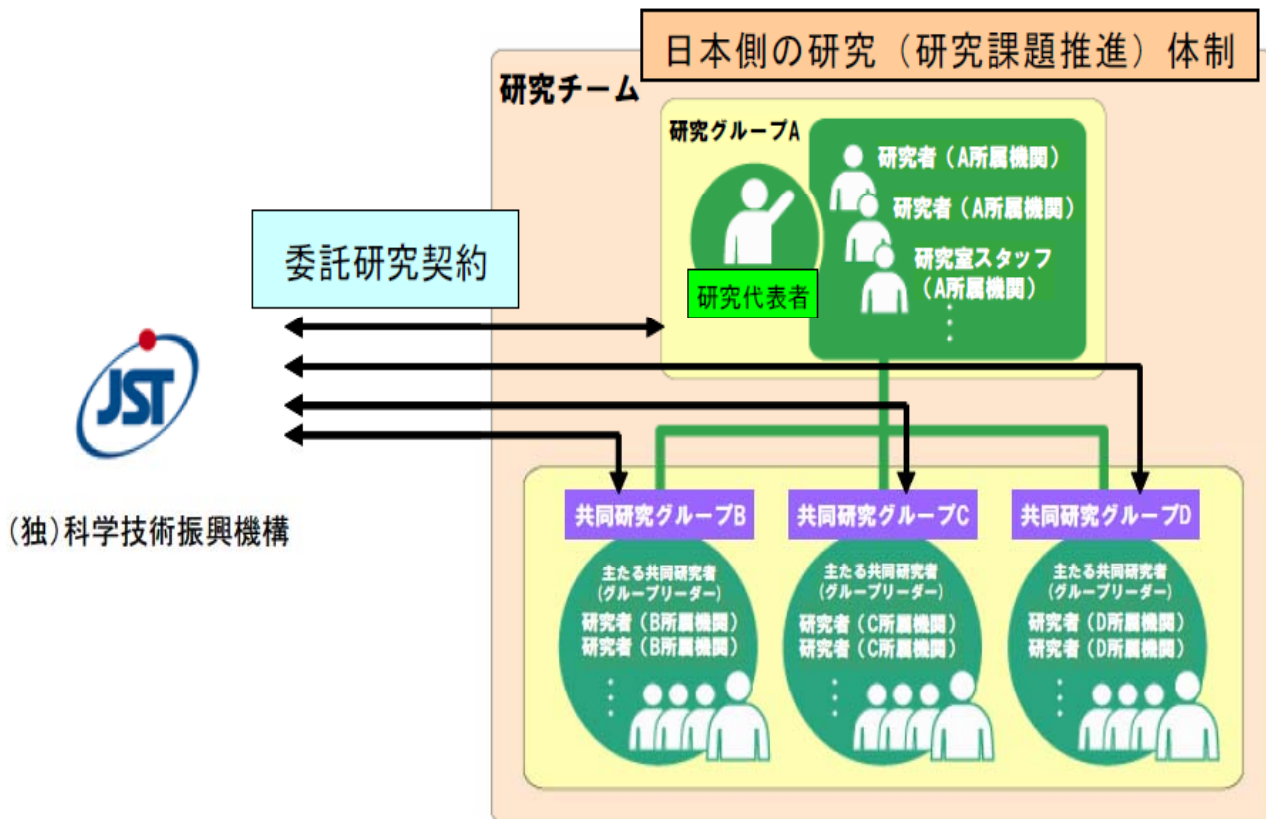 日本側の研究（研究課題推進）体制
研究チーム
研究グループA
研究者（A所属機関）
研究者（A所属機関）
研究室スタッフ
（A所属機関）
⋮
研究代表者
委託研究契約
JST
(独)科学技術振興機構
共同研究グループB
主たる共同研究者
(グループリーダー)
研究者（B所属機関）
研究者（B所属機関）
⋮
共同研究グループC
主たる共同研究者
(グループリーダー)
研究者（C所属機関）
研究者（C所属機関）
⋮
共同研究グループD
主たる共同研究者
(グループリーダー)
研究者（D所属機関）
研究者（D所属機関）
⋮